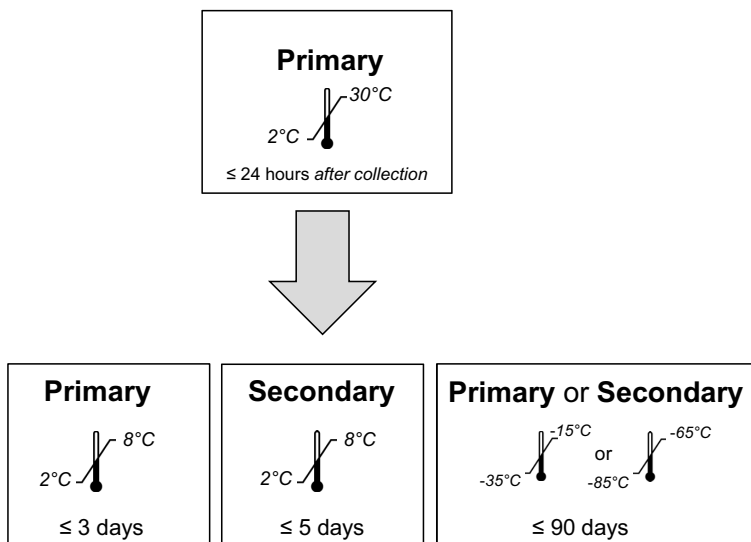 Primary
30°C
2°C
≤ 24 hours after collection
Primary
8°C
2°C
≤ 3 days
Secondary
8°C
2°C
≤ 5 days
Primary or Secondary
-15°C
-35°C
or
-65°C
-85°C
≤ 90 days